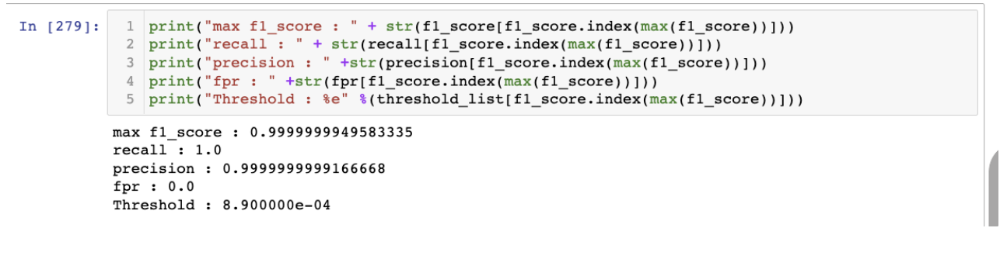 In [279]:
1 print("max f1_score : " + str(f1_score[f1_score.index(max(f1_score))]))
2 print("recall : " + str(recall[f1_score.index(max(f1_score))]))
3 print("precision : " +str(precision[f1_score.index(max(f1_score))]))
4 print("fpr : " +str(fpr[f1_score.index(max(f1_score))]))
5 print("Threshold : %e" %(threshold_list[f1_score.index(max(f1_score))]))
max f1_score : 0.9999999949583335
recall : 1.0
precision : 0.9999999999166668
fpr : 0.0
Threshold : 8.900000e-04